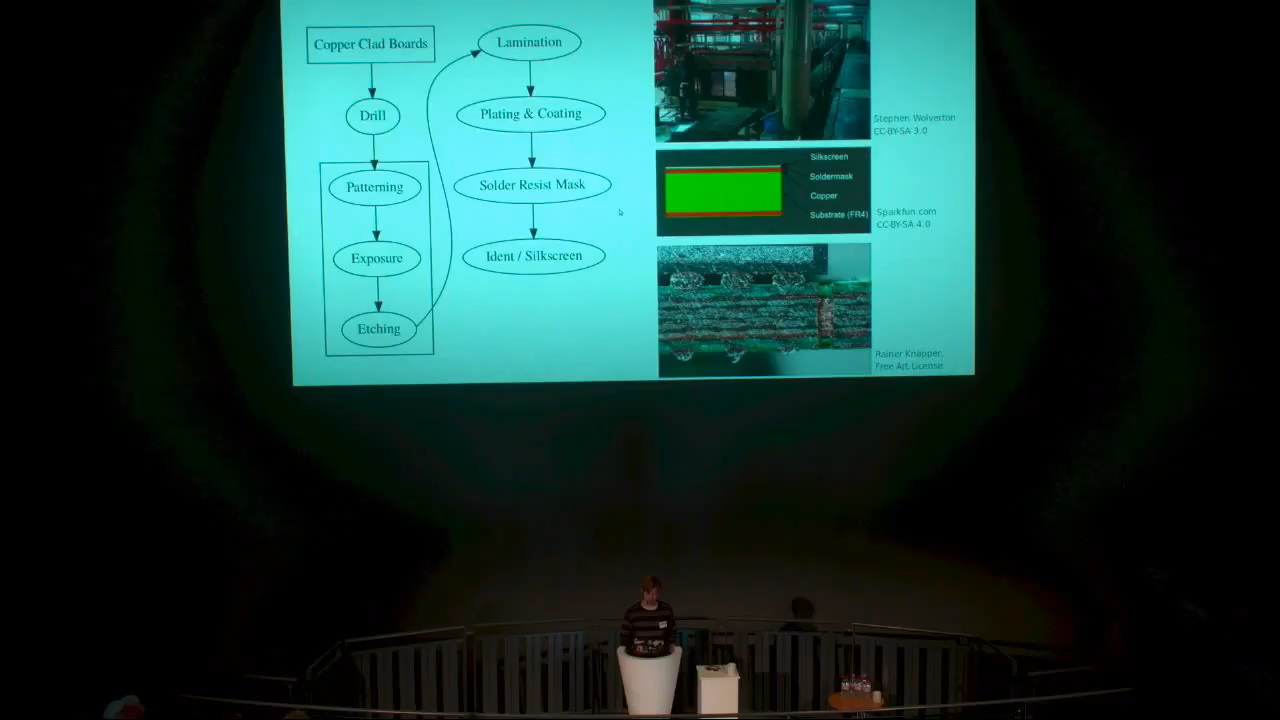 Copper Clad Boards
Drill
Patterning
Exposure
Etching
Lamination
Plating & Coating
Solder Resist Mask
Ident / Silkscreen
Stephen Wolverton
CC-BY-SA 3.0
Silkscreen
Soldermask
Copper
Substrate (FR4)
Sparkfun.com
CC-BY-SA 4.0
Rainer Knäpper,
Free Art License